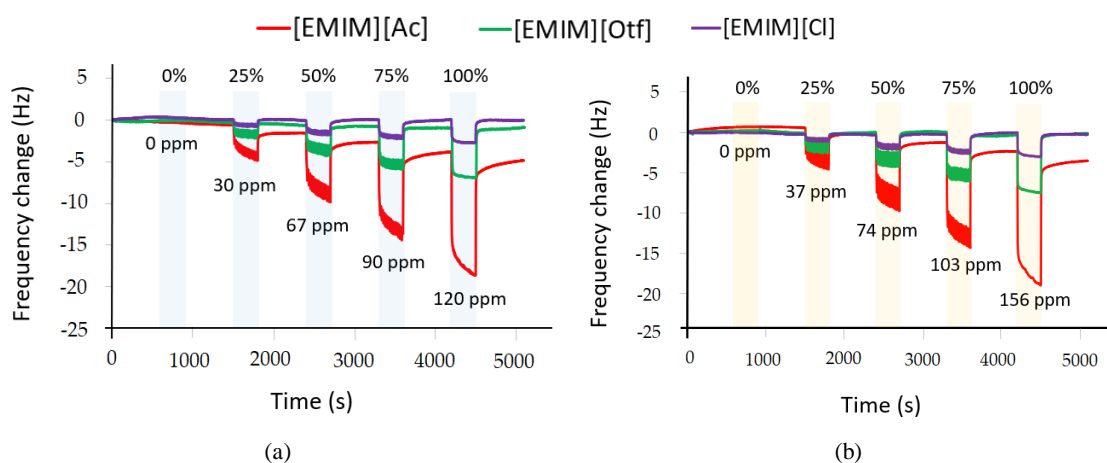 [EMIM][Ac] [EMIM][Otf] [EMIM][Cl]
Frequency change (Hz)
5
0
-5
-10
-15
-20
-25
0% 25% 50% 75% 100%
0 ppm
30 ppm
67 ppm
90 ppm
120 ppm
0 1000 2000 3000 4000 5000
Time (s)
(a)
Frequency change (Hz)
5
0
-5
-10
-15
-20
-25
0% 25% 50% 75% 100%
0 ppm
37 ppm
74 ppm
103 ppm
156 ppm
0 1000 2000 3000 4000 5000
Time (s)
(b)